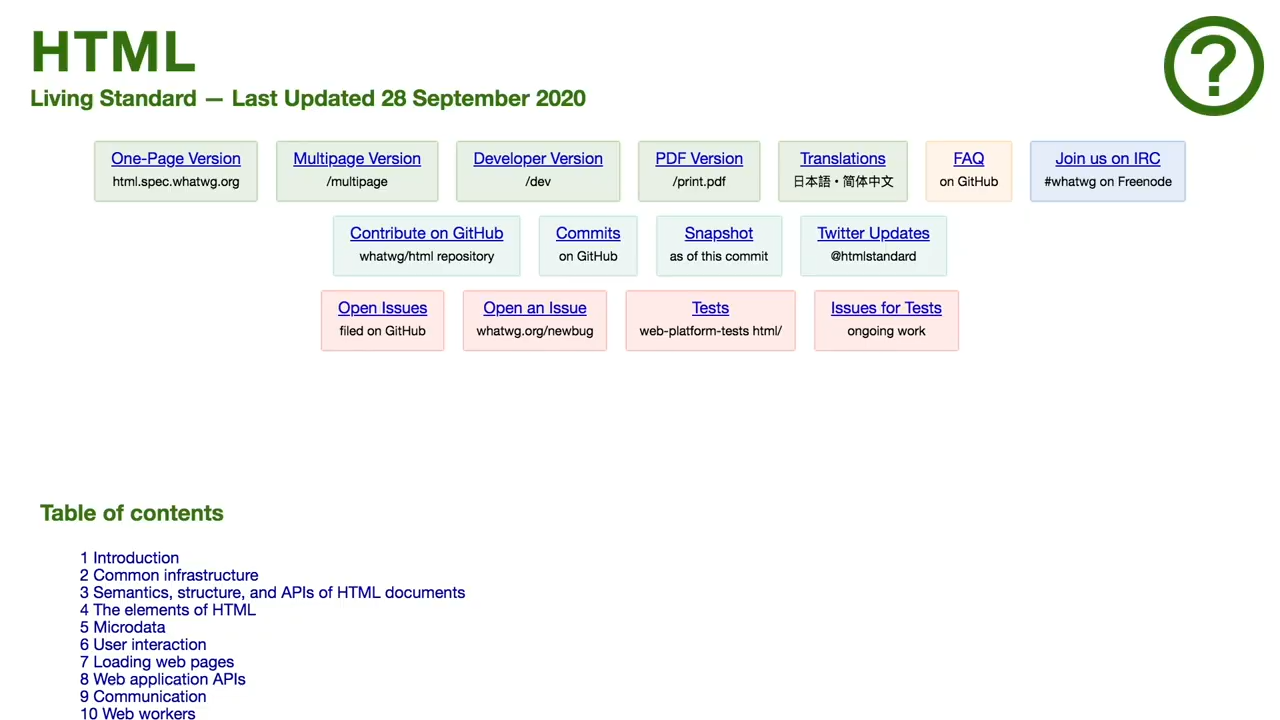 HTML
?
Living Standard — Last Updated 28 September 2020
One-Page Version Multipage Version Developer Version PDF Version Translations FAQ Join us on IRC
html.spec.whatwg.org /multipage /dev /print.pdf 日本語 • 简体中文 on GitHub #whatwg on Freenode
Contribute on GitHub Commits Snapshot Twitter Updates
whatwg/html repository on GitHub as of this commit @htmlstandard
Open Issues Open an Issue Tests Issues for Tests
filed on GitHub whatwg.org/newbug web-platform-tests html/ ongoing work
Table of contents
1 Introduction
2 Common infrastructure
3 Semantics, structure, and APIs of HTML documents
4 The elements of HTML
5 Microdata
6 User interaction
7 Loading web pages
8 Web application APIs
9 Communication
10 Web workers